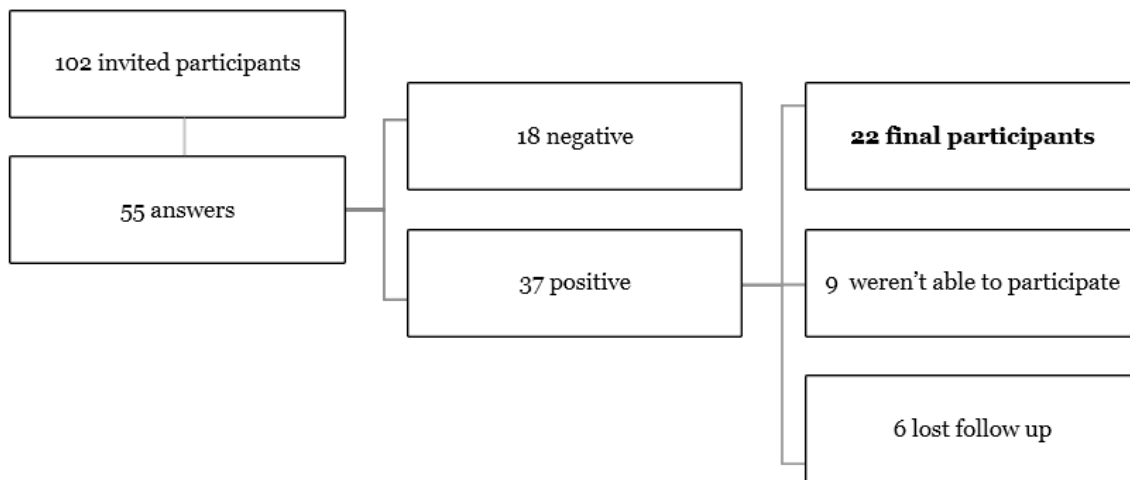 102 invited participants
55 answers
18 negative
37 positive
22 final participants
9 weren’t able to participate
6 lost follow up